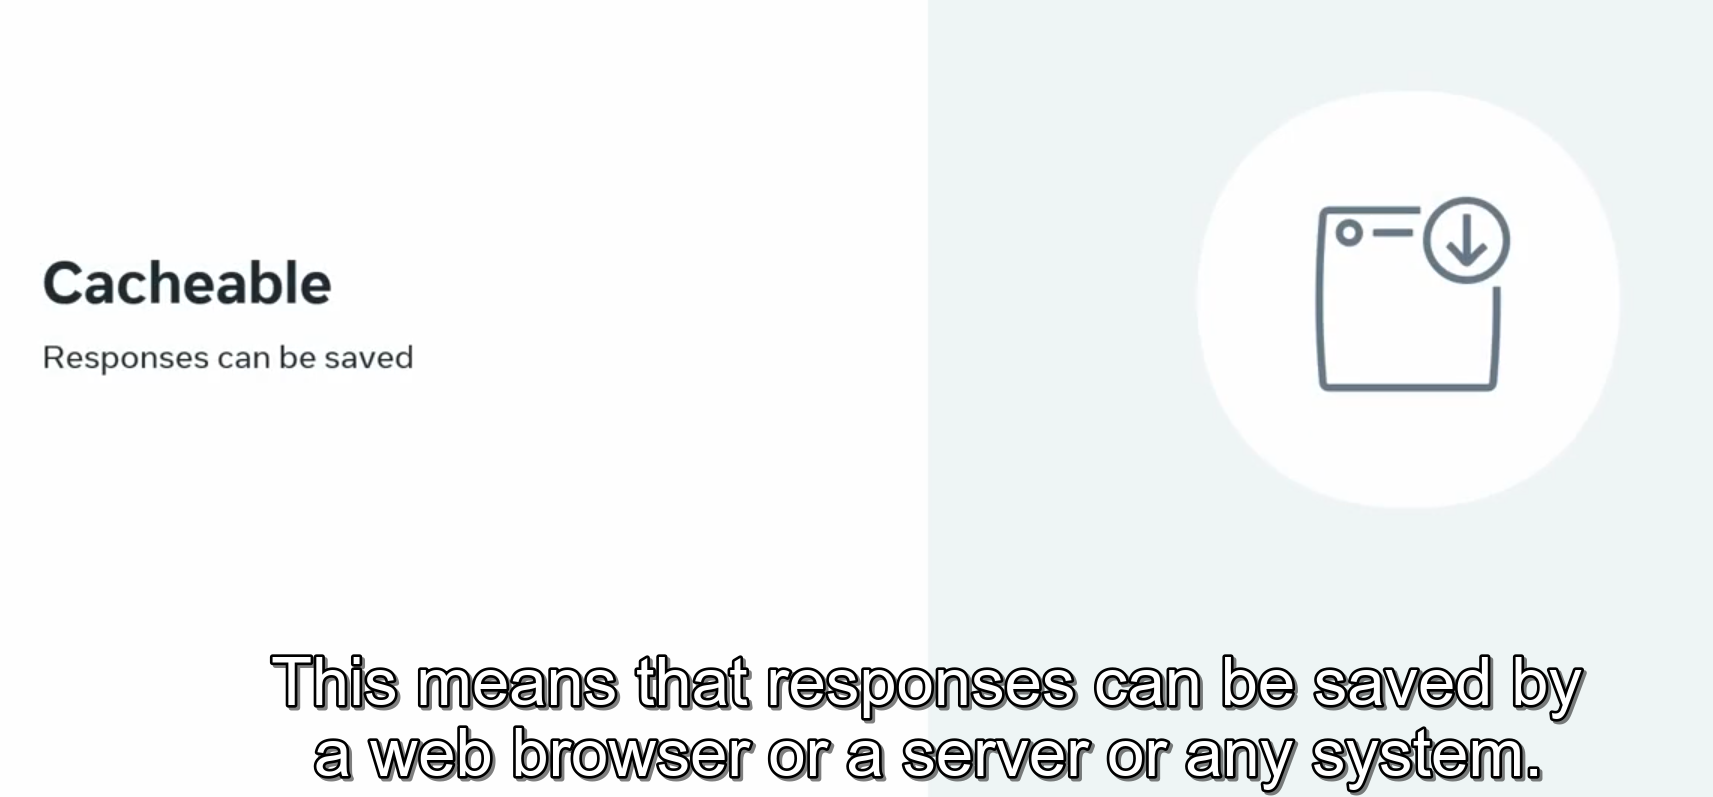 Cacheable
Responses can be saved
This means that responses can be saved by
a web browser or a server or any system.